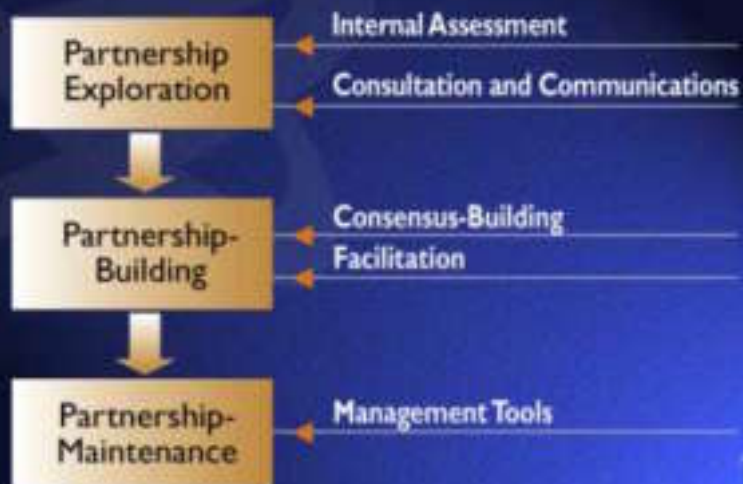 Partnership
Exploration
Internal Assessment
Consultation and Communications
Partnership-
Building
Consensus-Building
Facilitation
Partnership-
Maintenance
Management Tools